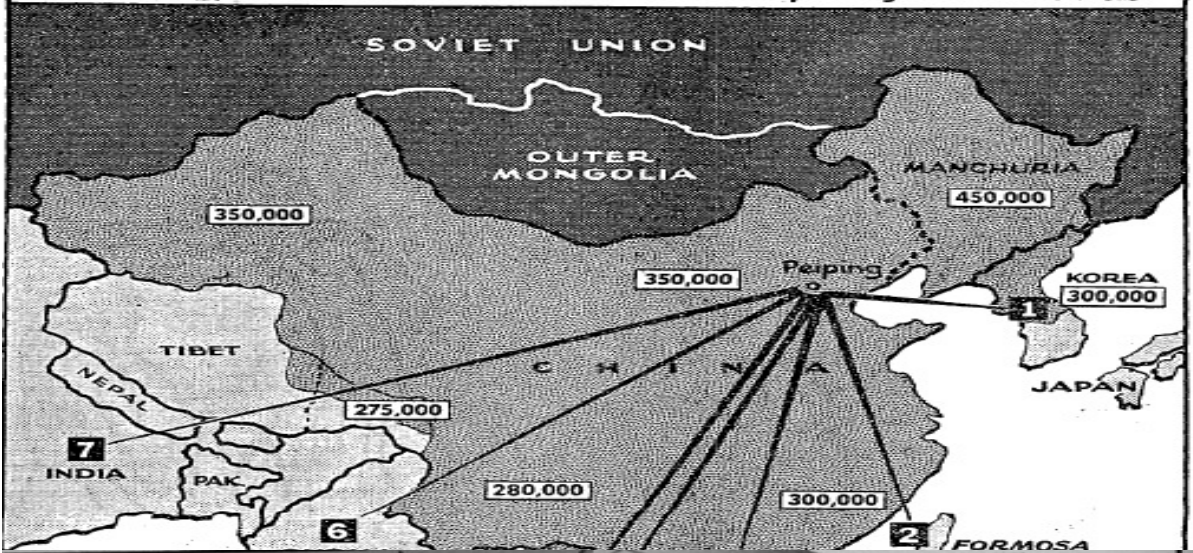 SOVIET UNION
OUTER
MONGOLIA
MANCHURIA
450,000
350,000
Peiping
350,000
KOREA
300,000
1
TIBET
NEPAL
CHINA
JAPAN
275,000
7
INDIA
PAK.
280,000
300,000
6
2
FORMOSA